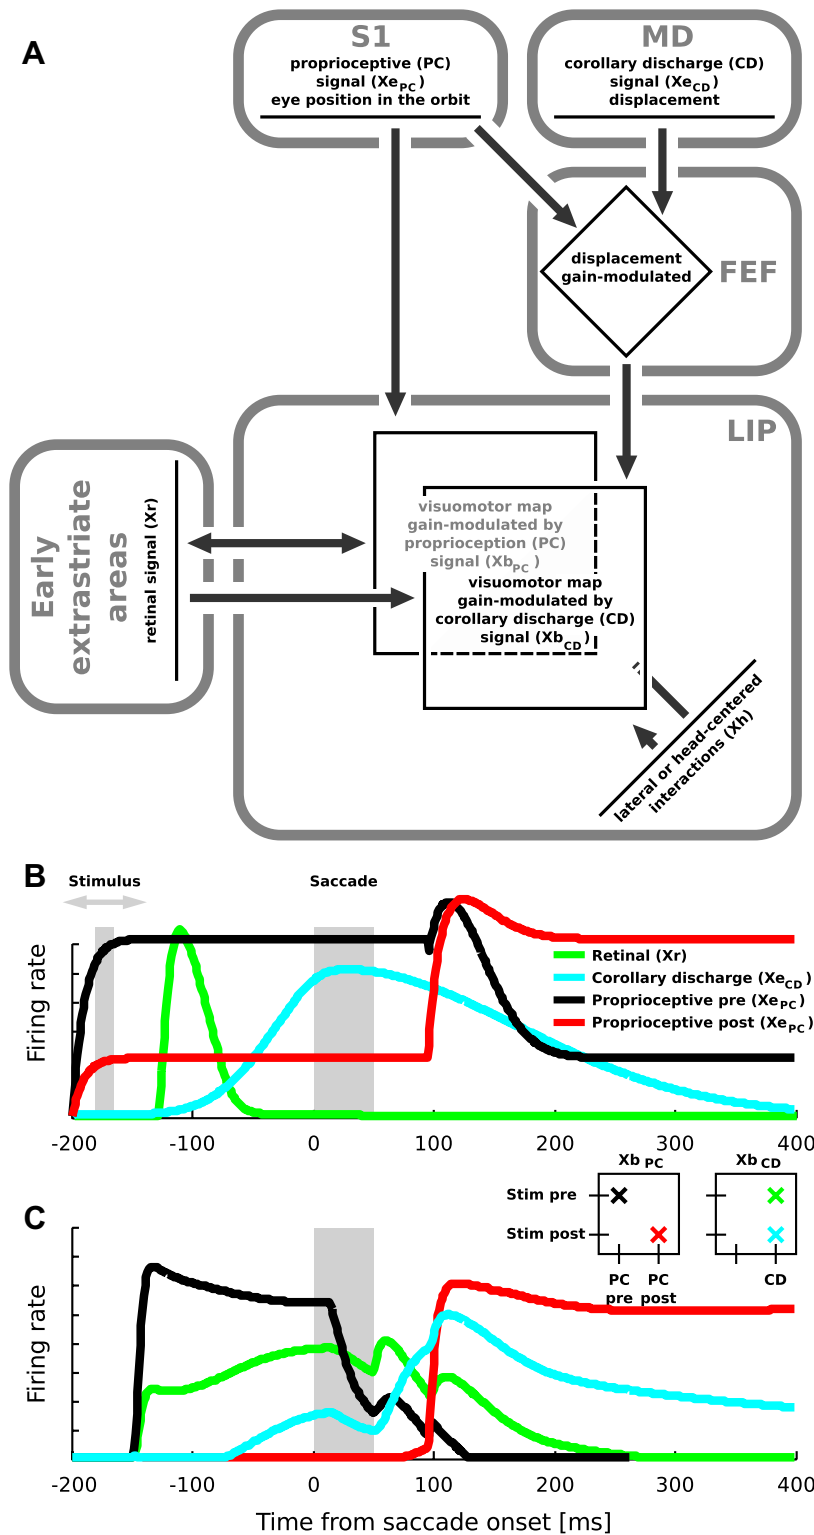 A
S1
proprioceptive (PC)
signal (XePC)
eye position in the orbit
MD
corollary discharge (CD)
signal (XeCD)
displacement
displacement
gain-modulated
FEF
LIP
Early
extrastriate
areas
retinal signal (Xr)
visuomotor map
gain-modulated by
proprioception (PC)
signal (XbPC)
visuomotor map
gain-modulated by
corollary discharge (CD)
signal (XbCD)
lateral or head-centered
interactions (Xh)
B
Stimulus
Saccade
Firing rate
Retinal (Xr)
Corollary discharge (XeCD)
Proprioceptive pre (XePC)
Proprioceptive post (XePC)
-200 -100 0 100 200 300 400
C
XbPC XbCD
Stim pre
Stim post
PC PC CD
pre post
Firing rate
-200 -100 0 100 200 300 400
Time from saccade onset [ms]